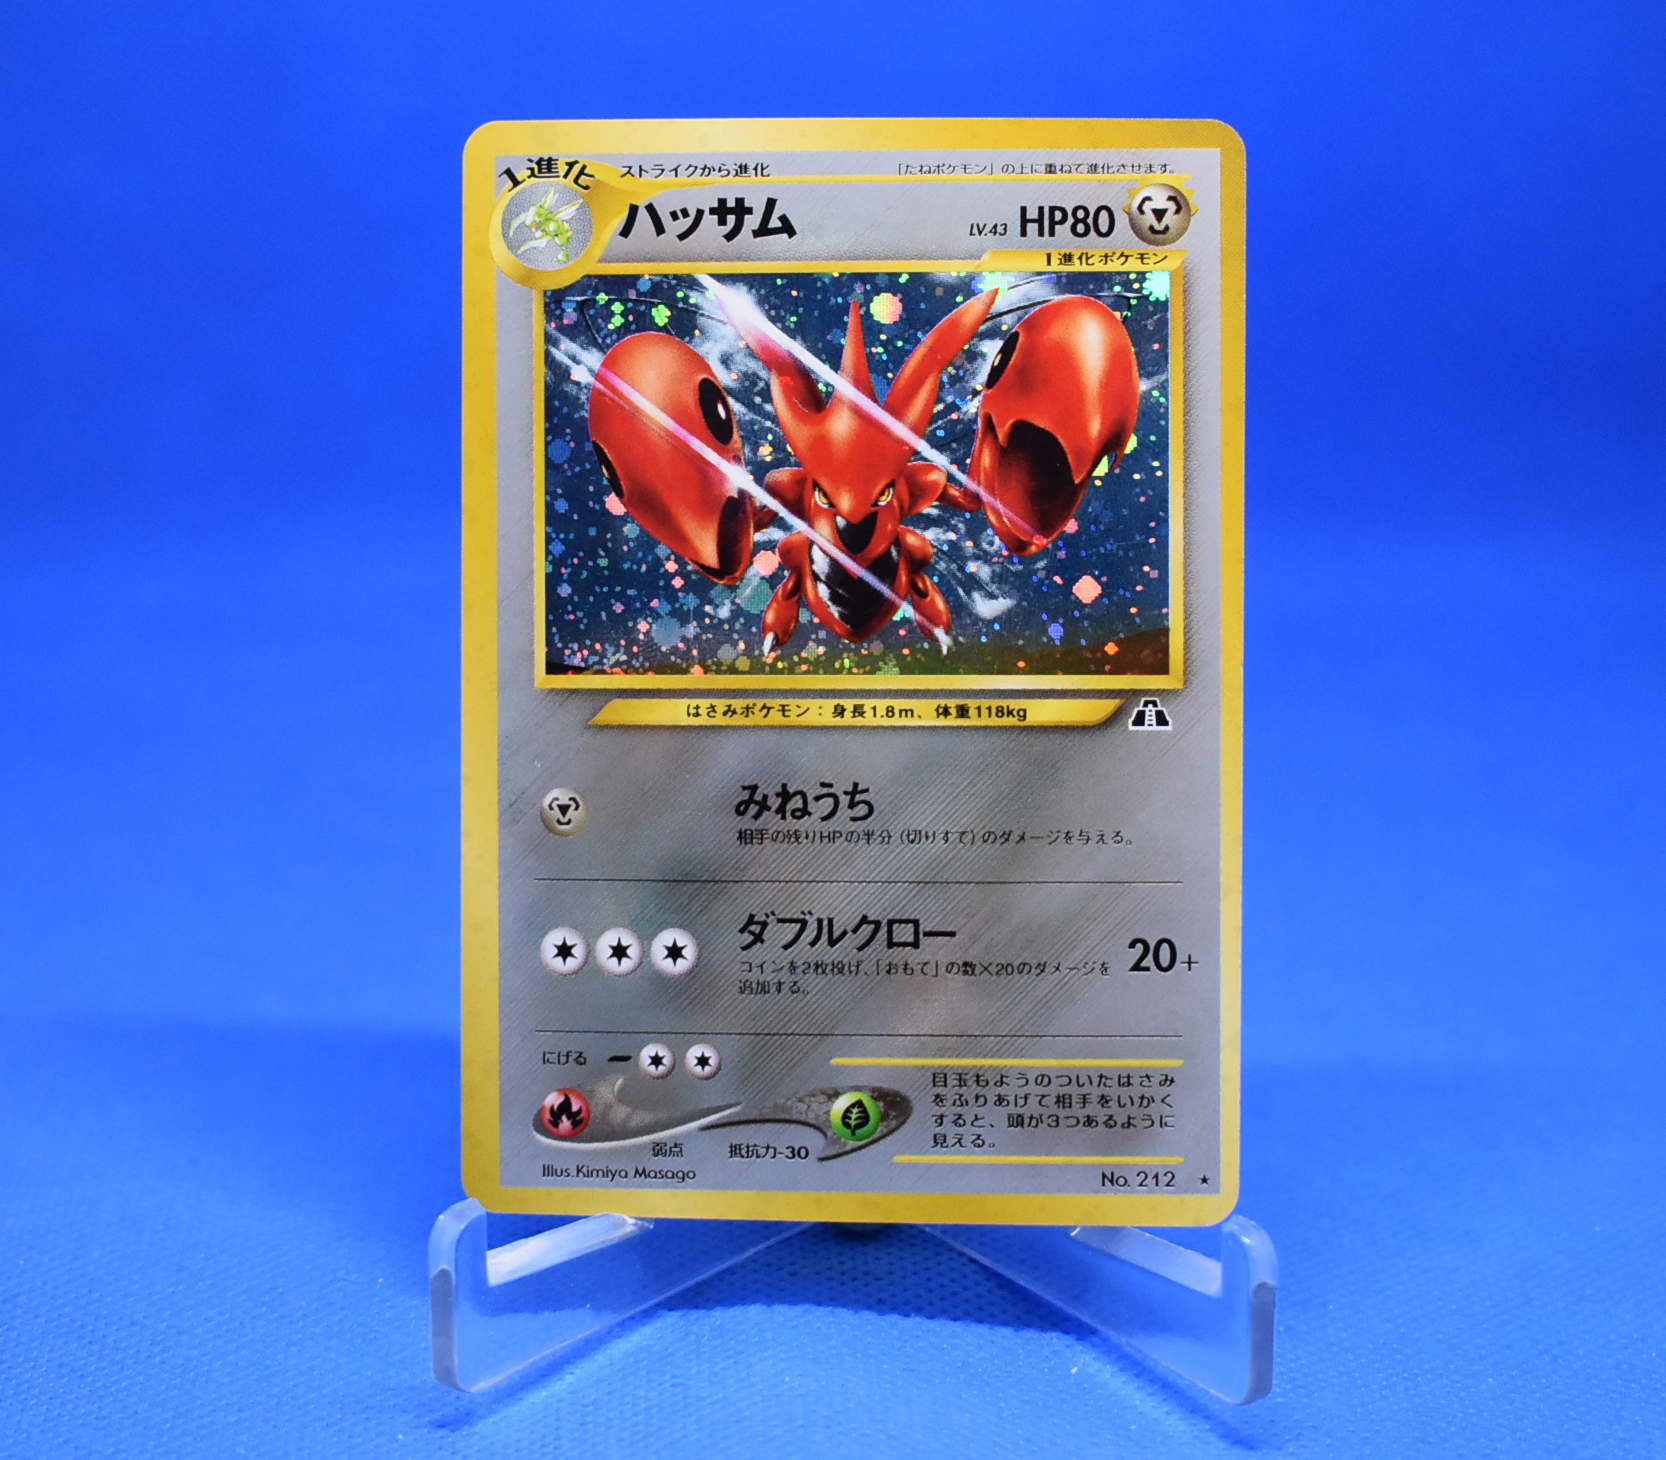 1進化
ストライクから進化
「たねポケモン」の上に重ねて進化させます。
ハッサム
LV.43 HP80
1進化ポケモン
はさみポケモン：身長1.8m、体重118kg
みねうち
相手の残りHPの半分（切りすて）のダメージを与える。
ダブルクロー
20+
コインを2枚投げ、「おもて」の数×20のダメージを
追加する。
にげる
弱点
抵抗力-30
目玉もようのついたはさみ
をふりあげて相手をいかく
すると、頭が3つあるように
見える。
Illus.Kimiya Masago
No. 212 ★